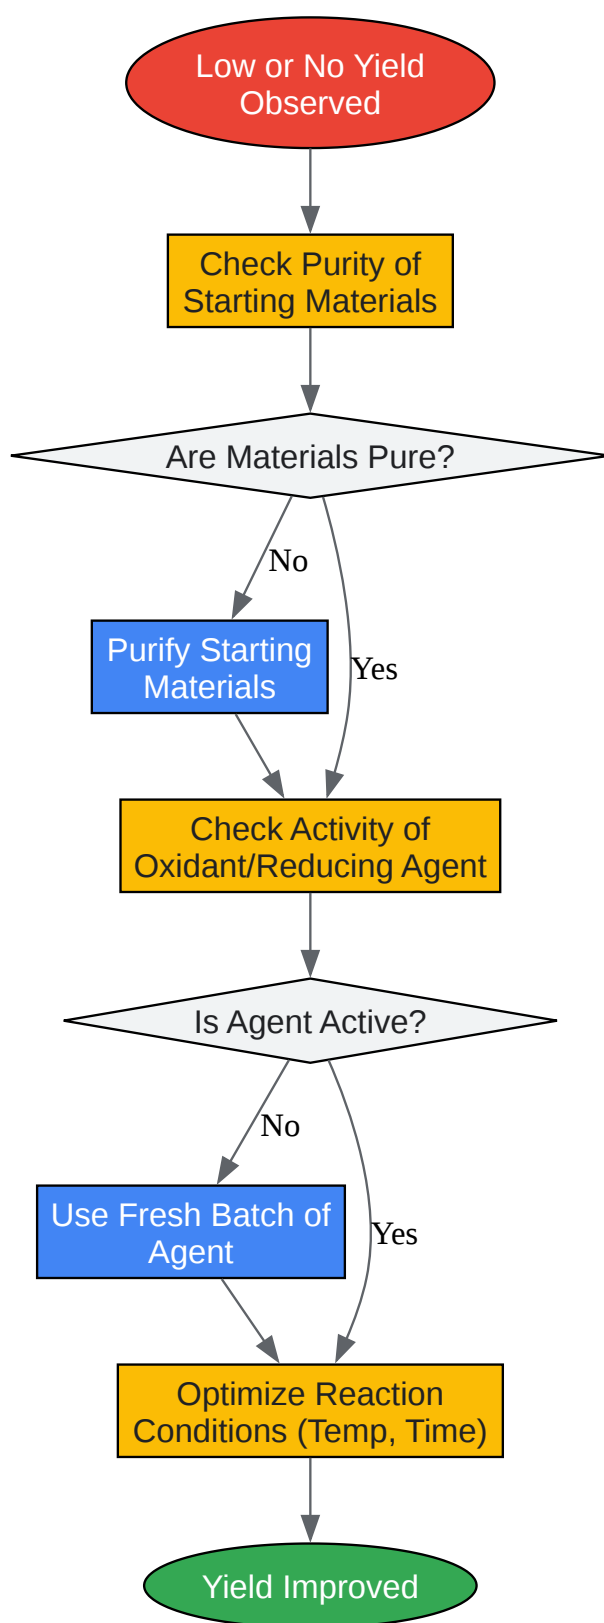 Low or No Yield
Observed
Check Purity of
Starting Materials
Are Materials Pure?
No
Purify Starting
Materials
Yes
Check Activity of
Oxidant/Reducing Agent
Is Agent Active?
No
Use Fresh Batch of
Agent
Yes
Optimize Reaction
Conditions (Temp, Time)
Yield Improved